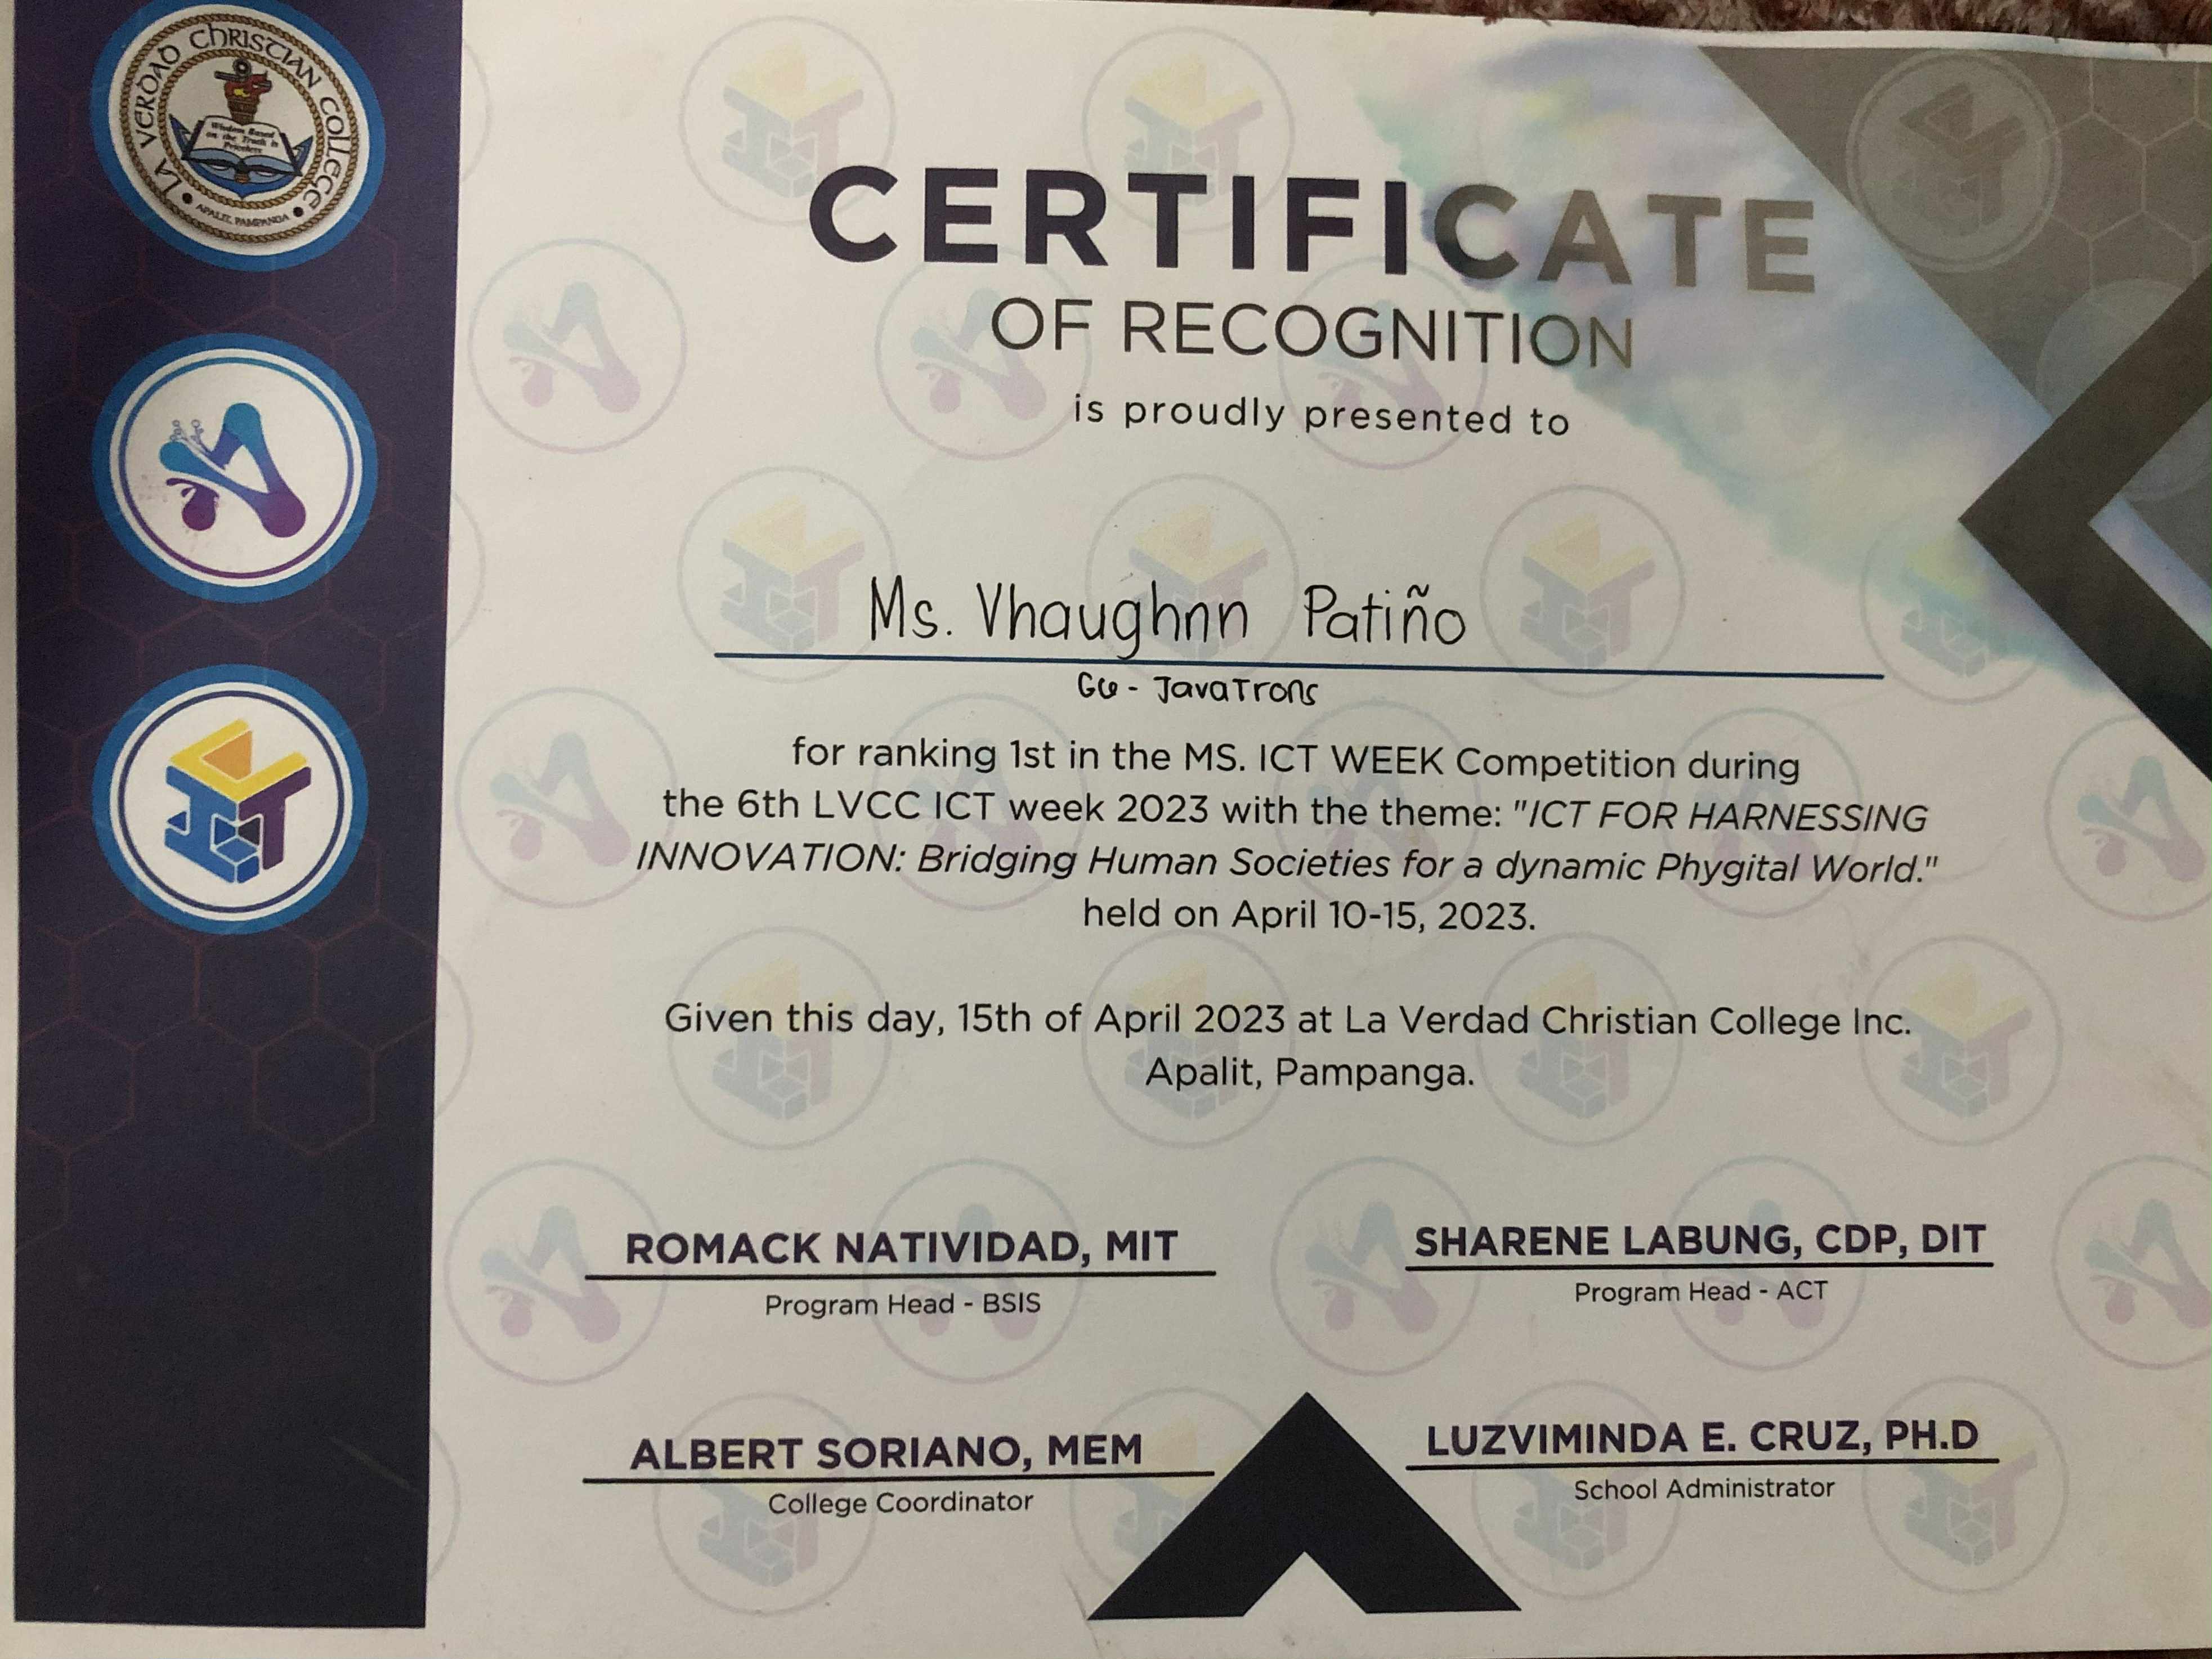 LA VERDAD CHRISTIAN COLLEGE
Wisdom Based
on the Truth is
Priceless
APALIT, PAMPANGA
CERTIFICATE
OF RECOGNITION
is proudly presented to
Ms. Vhaughnn Patiño
G6 - JavaTrons
for ranking 1st in the MS. ICT WEEK Competition during
the 6th LVCC ICT week 2023 with the theme: "ICT FOR HARNESSING
INNOVATION: Bridging Human Societies for a dynamic Phygital World."
held on April 10-15, 2023.
Given this day, 15th of April 2023 at La Verdad Christian College Inc.
Apalit, Pampanga.
ROMACK NATIVIDAD, MIT
Program Head - BSIS
SHARENE LABUNG, CDP, DIT
Program Head - ACT
ALBERT SORIANO, MEM
College Coordinator
LUZVIMINDA E. CRUZ, PH.D
School Administrator